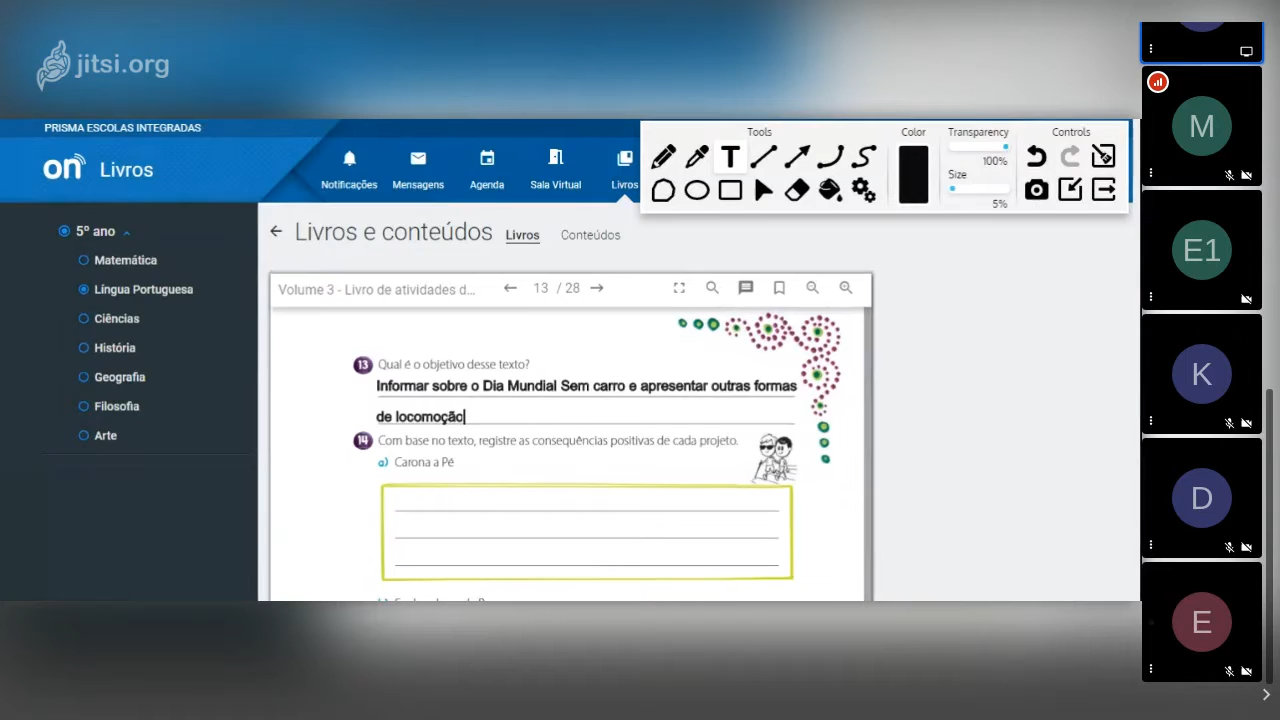 jitsi.org
PRISMA ESCOLAS INTEGRADAS
on Livros
Notificações Mensagens Agenda Sala Virtual Livros
Tools Color Transparency Controls
100%
Size
5%
5º ano
Matemática
Língua Portuguesa
Ciências
História
Geografia
Filosofia
Arte
Livros e conteúdos Livros Conteúdos
Volume 3 - Livro de atividades d... 13 / 28
13 Qual é o objetivo desse texto?
Informar sobre o Dia Mundial Sem carro e apresentar outras formas
de locomoção
14 Com base no texto, registre as consequências positivas de cada projeto.
a) Carona a Pé
M
E1
K
D
E